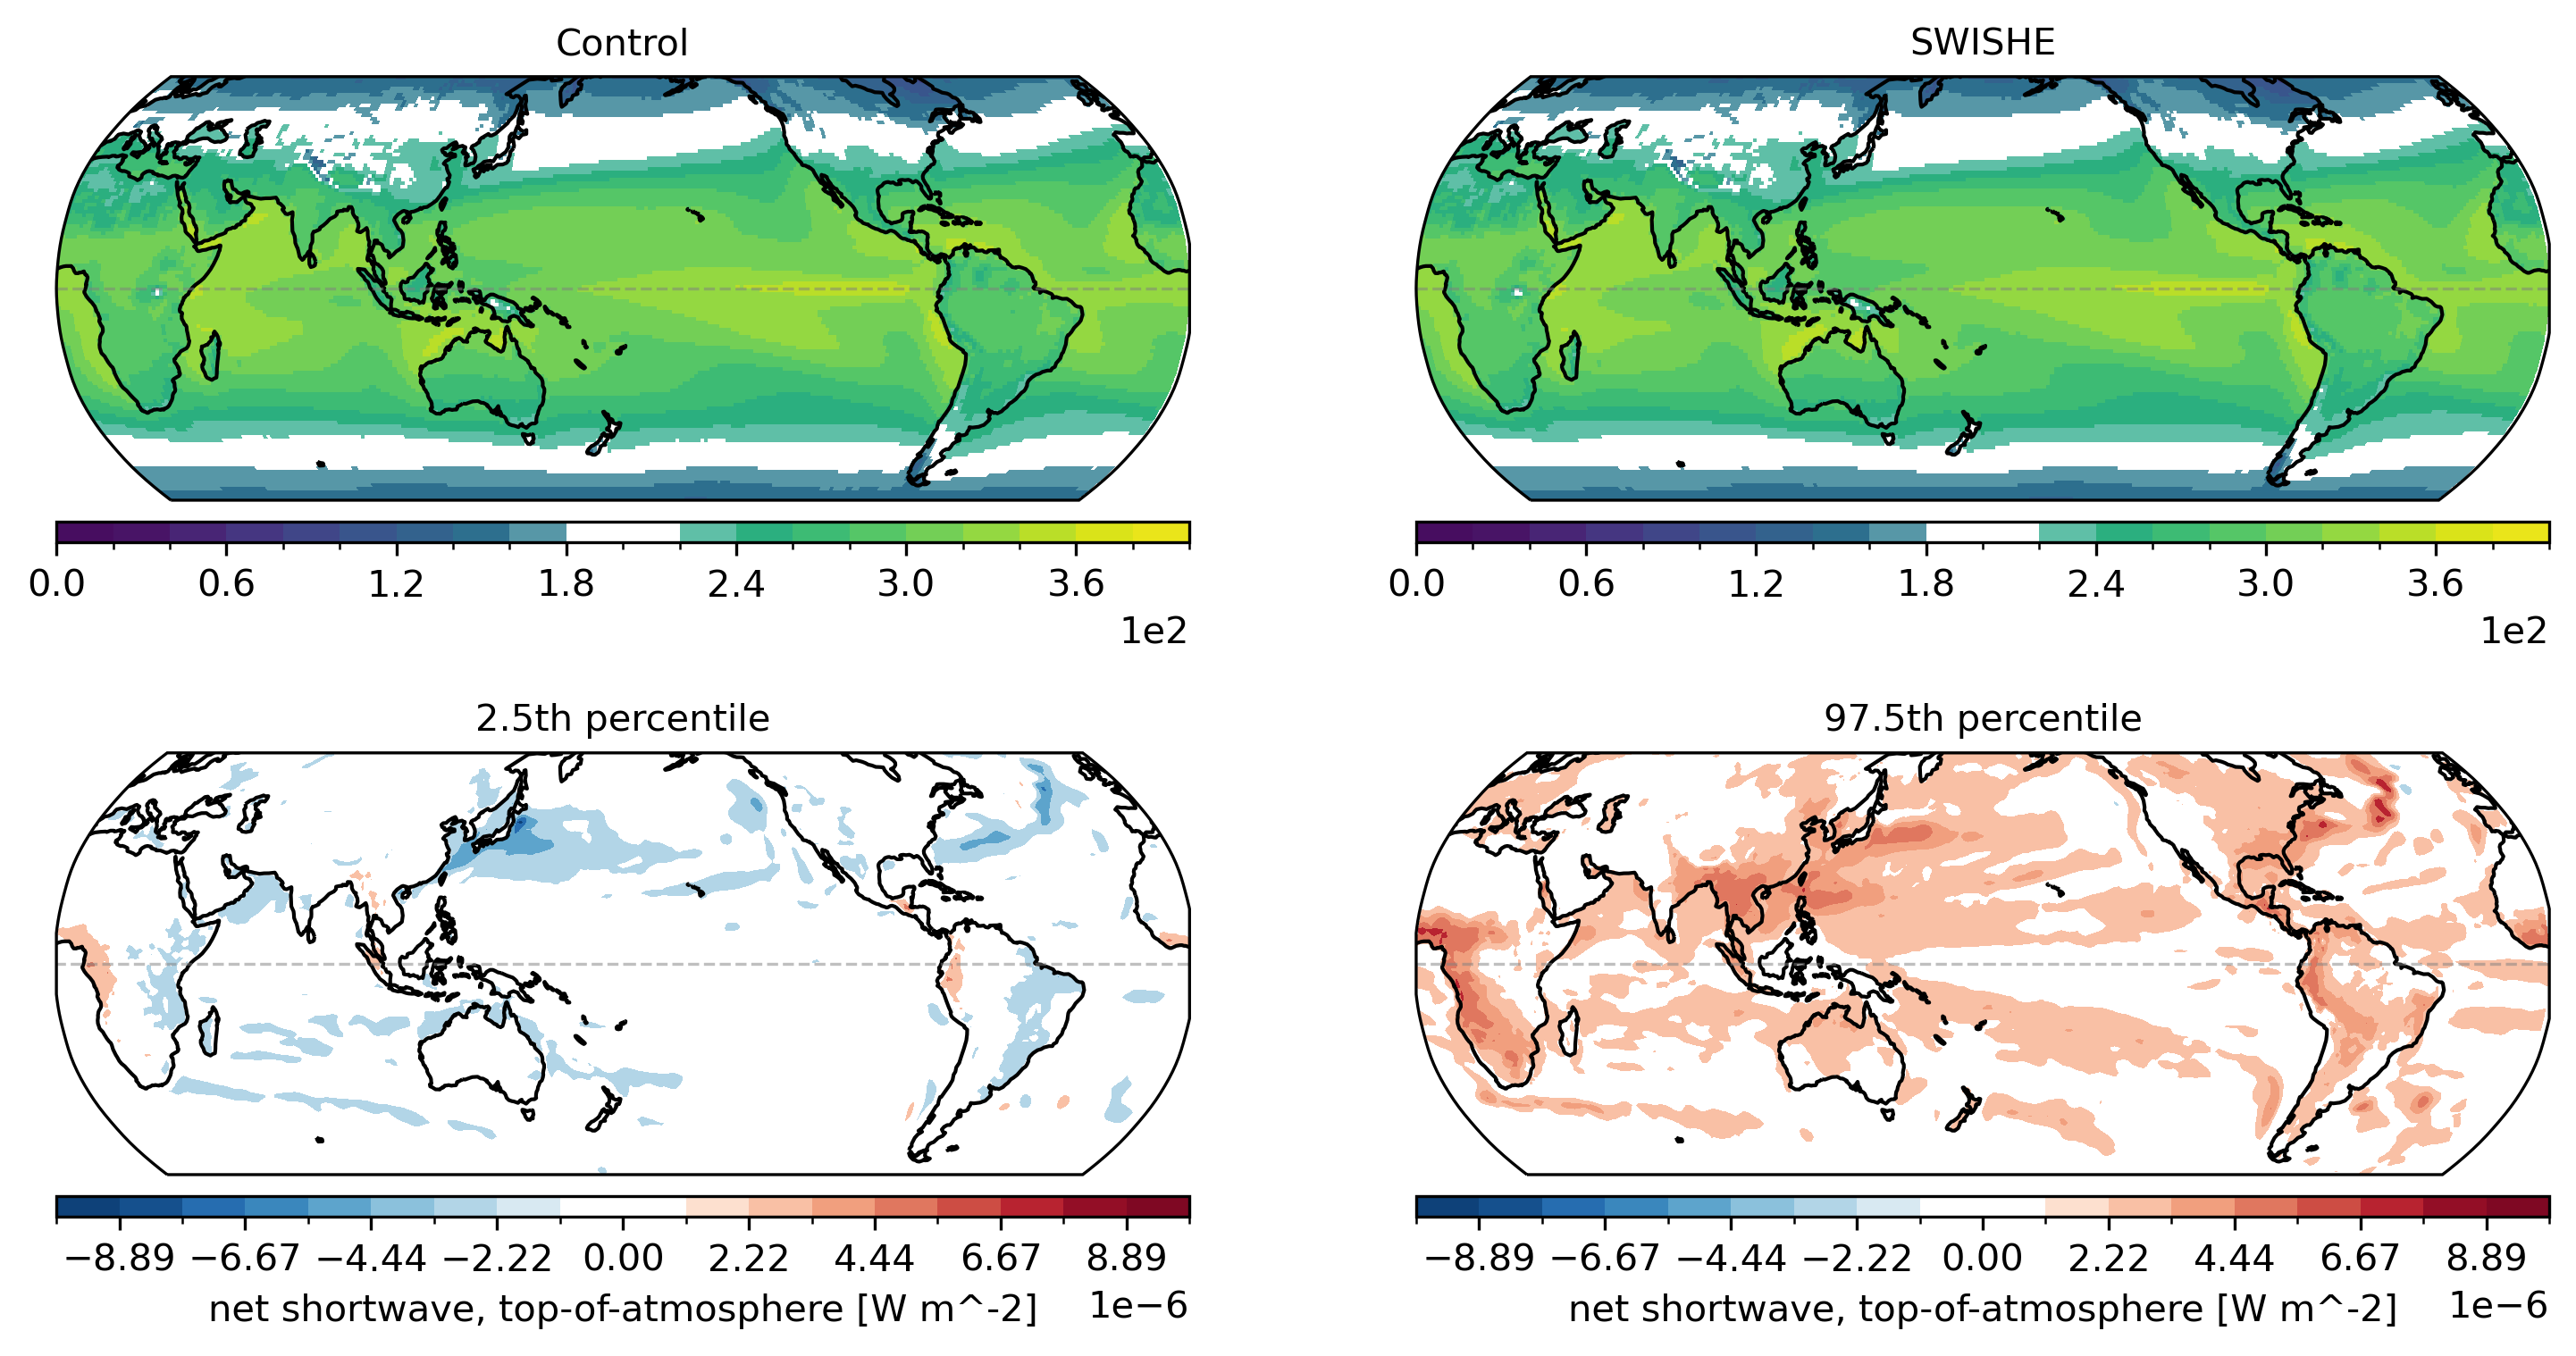 Control
SWISHE
0.0 0.6 1.2 1.8 2.4 3.0 3.6
1e2
0.0 0.6 1.2 1.8 2.4 3.0 3.6
1e2
2.5th percentile
97.5th percentile
−8.89 −6.67 −4.44 −2.22 0.00 2.22 4.44 6.67 8.89
net shortwave, top-of-atmosphere [W m^-2] 1e−6
−8.89 −6.67 −4.44 −2.22 0.00 2.22 4.44 6.67 8.89
net shortwave, top-of-atmosphere [W m^-2] 1e−6